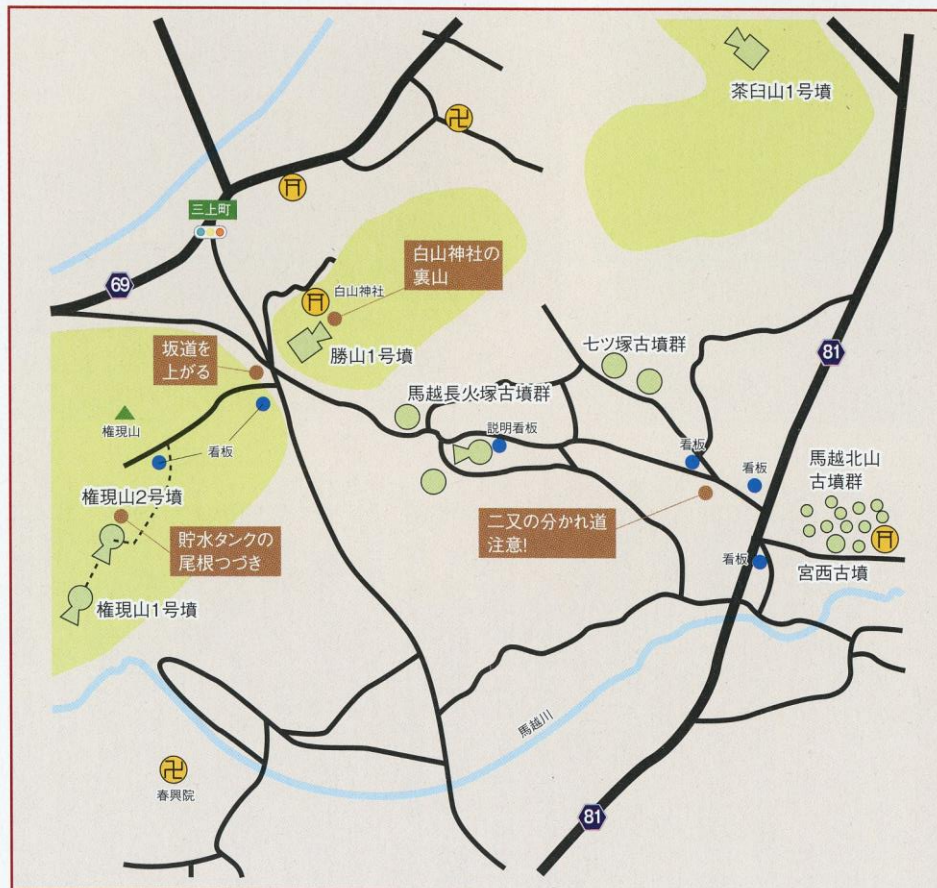 茶臼山1号墳
三上町
69
白山神社の
裏山
白山神社
勝山1号墳
坂道を
上がる
七ツ塚古墳群
81
馬越長火塚古墳群
説明看板
権現山
看板
看板
看板
馬越北山
古墳群
権現山2号墳
貯水タンクの
尾根つづき
二又の分かれ道
注意!
看板
宮西古墳
権現山1号墳
馬越川
春興院
81